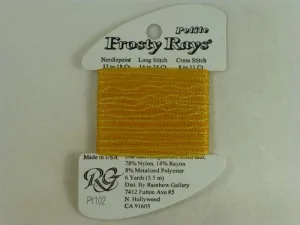 Petite
Frosty Rays®
Needlepoint Long Stitch Cross Stitch
Made in USA
78% Nylon, 14% Rayon
8% Metalized Polyester
6 Yards (5.5 m)
Dist. By Rainbow Gallery
7412 Fulton Ave #5
N. Hollywood
CA 91605
RG
PY102